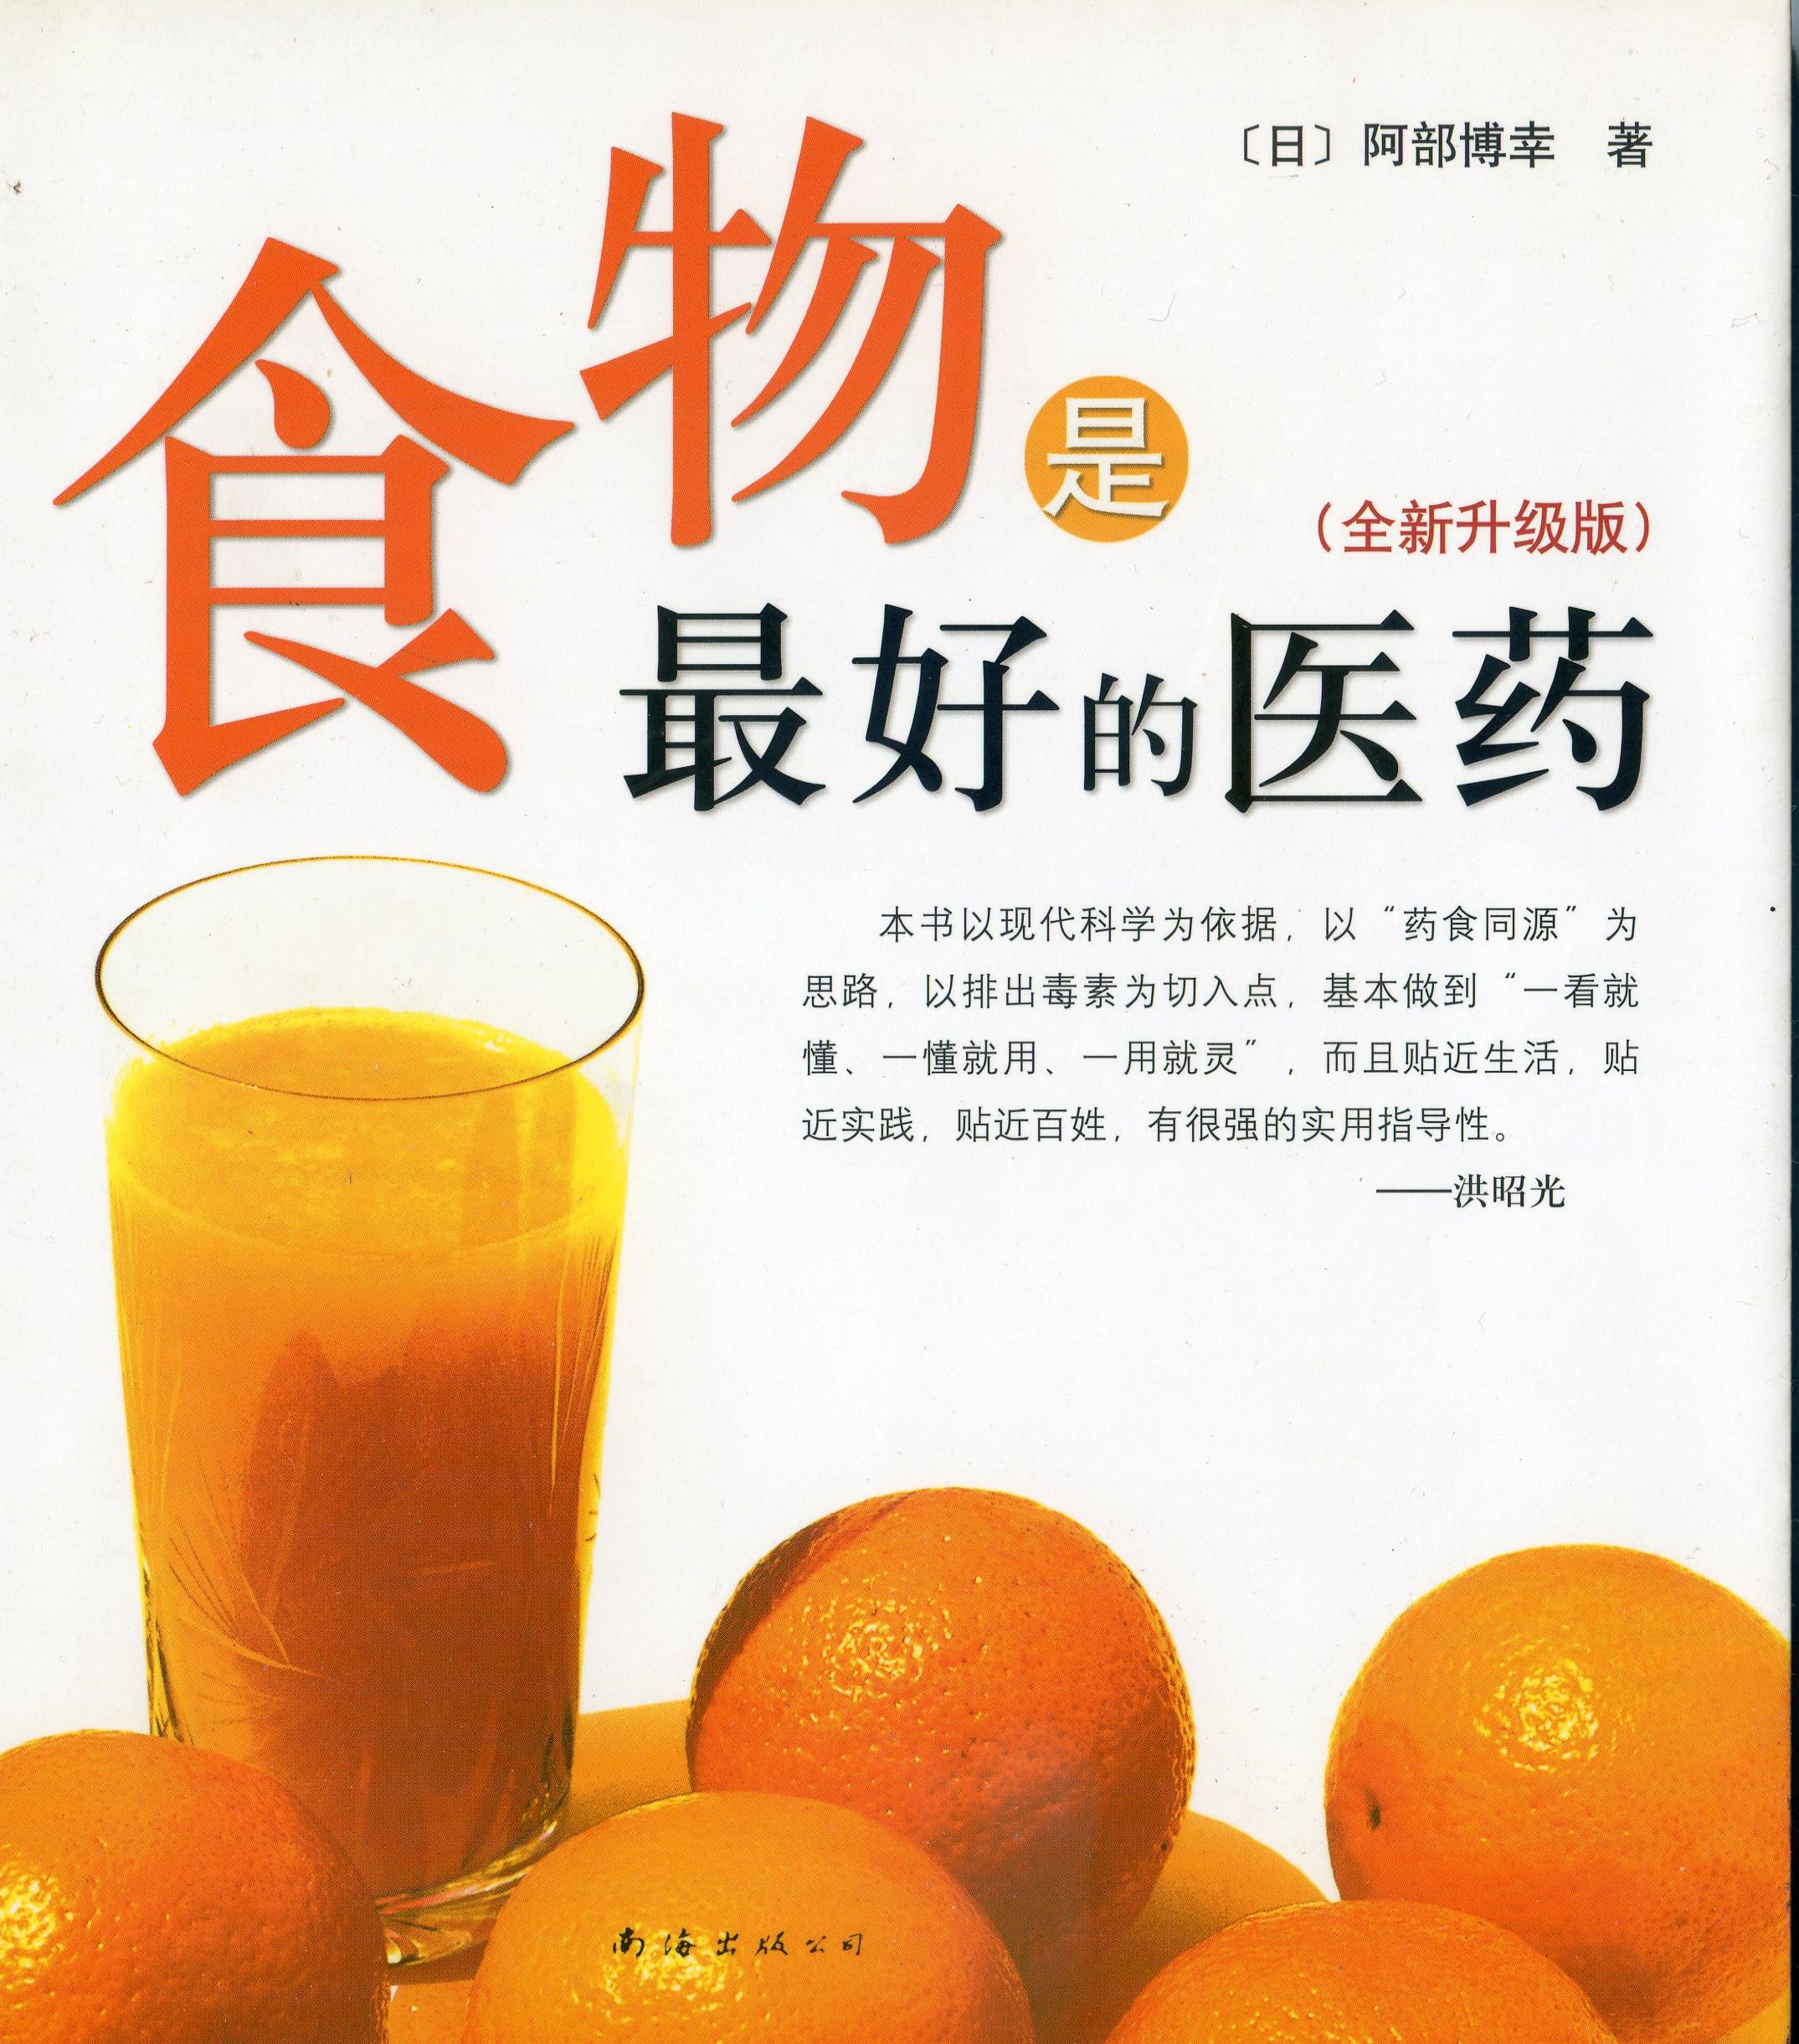 〔日〕阿部博幸 著
食物是
（全新升级版）
最好的医药
本书以现代科学为依据，以“药食同源”为
思路，以排出毒素为切入点，基本做到“一看就
懂、一懂就用、一用就灵”，而且贴近生活，贴
近实践，贴近百姓，有很强的实用指导性。
——洪昭光
南海出版公司